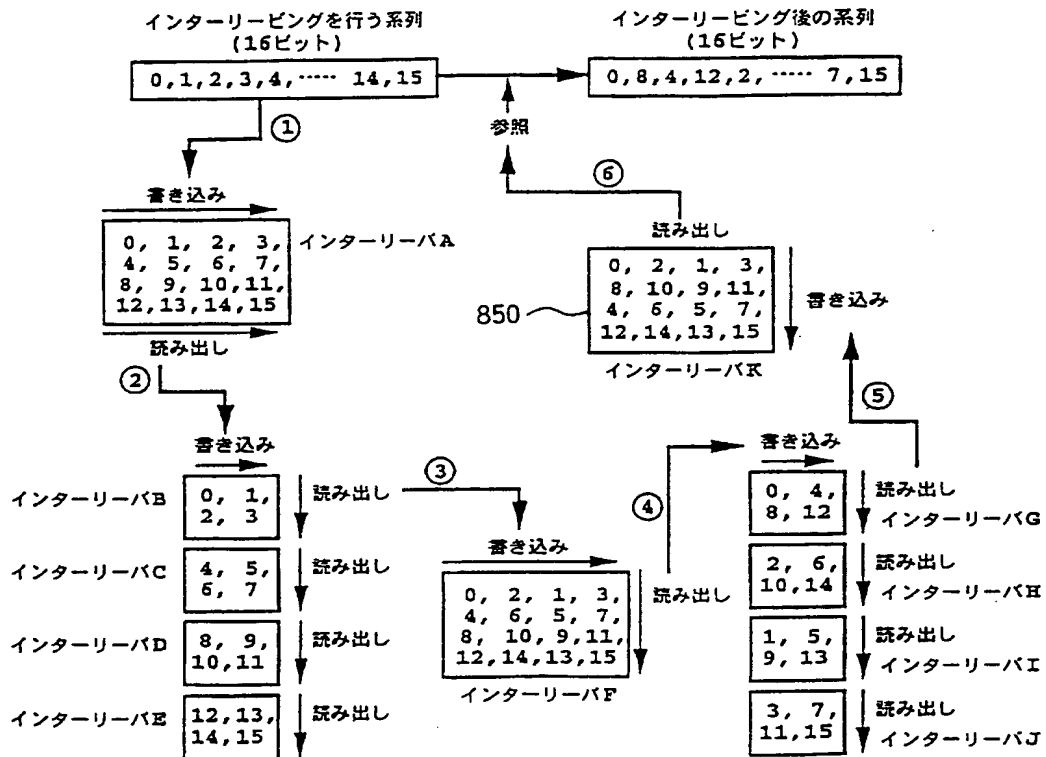 インターリービングを行う系列
(16ビット)
0,1,2,3,4,····· 14,15
インターリービング後の系列
(16ビット)
0,8,4,12,2,····· 7,15
①
参照
⑥
書き込み
0, 1, 2, 3,
4, 5, 6, 7,
8, 9, 10,11,
12,13,14,15
インターリーバA
読み出し
②
読み出し
0, 2, 1, 3,
8, 10, 9,11,
4, 6, 5, 7,
12,14,13,15
書き込み
850
インターリーバK
⑤
書き込み
インターリーバB
0, 1,
2, 3
読み出し
インターリーバC
4, 5,
6, 7
読み出し
インターリーバD
8, 9,
10,11
読み出し
インターリーバE
12,13,
14,15
読み出し
③
書き込み
0, 2, 1, 3,
4, 6, 5, 7,
8, 10, 9,11,
12,14,13,15
読み出し
インターリーバF
④
書き込み
0, 4,
8, 12
読み出し
インターリーバG
2, 6,
10,14
読み出し
インターリーバH
1, 5,
9, 13
読み出し
インターリーバI
3, 7,
11,15
読み出し
インターリーバJ